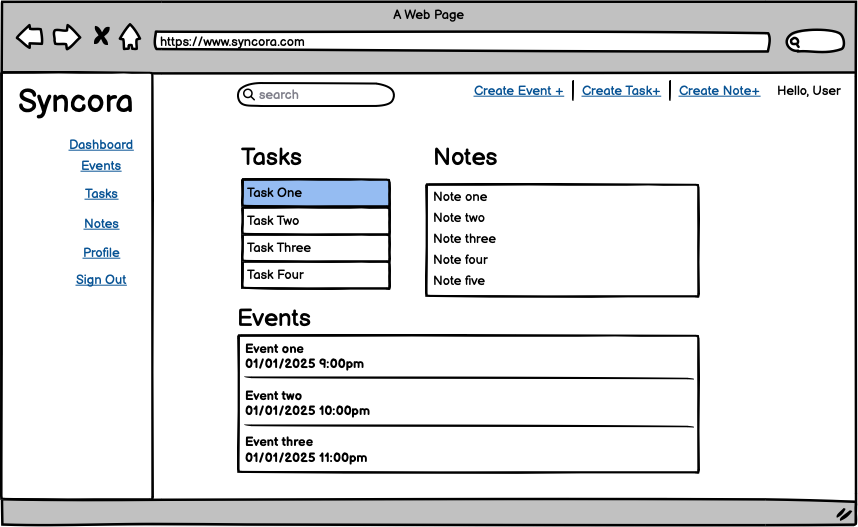 A Web Page
https://www.syncora.com
Syncora
search
Create Event +
Create Task+
Create Note+
Hello, User
Dashboard
Events
Tasks
Notes
Profile
Sign Out
Tasks
Task One
Task Two
Task Three
Task Four
Notes
Note one
Note two
Note three
Note four
Note five
Events
Event one
01/01/2025 9:00pm
Event two
01/01/2025 10:00pm
Event three
01/01/2025 11:00pm